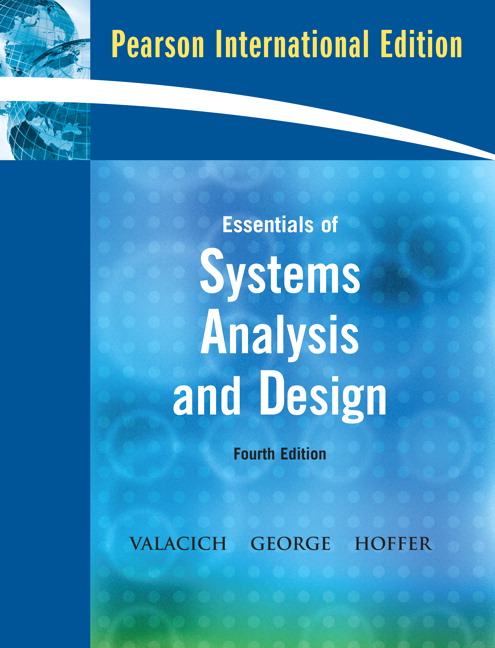 Pearson International Edition
Essentials of
Systems
Analysis
and Design
Fourth Edition
VALACICH GEORGE HOFFER